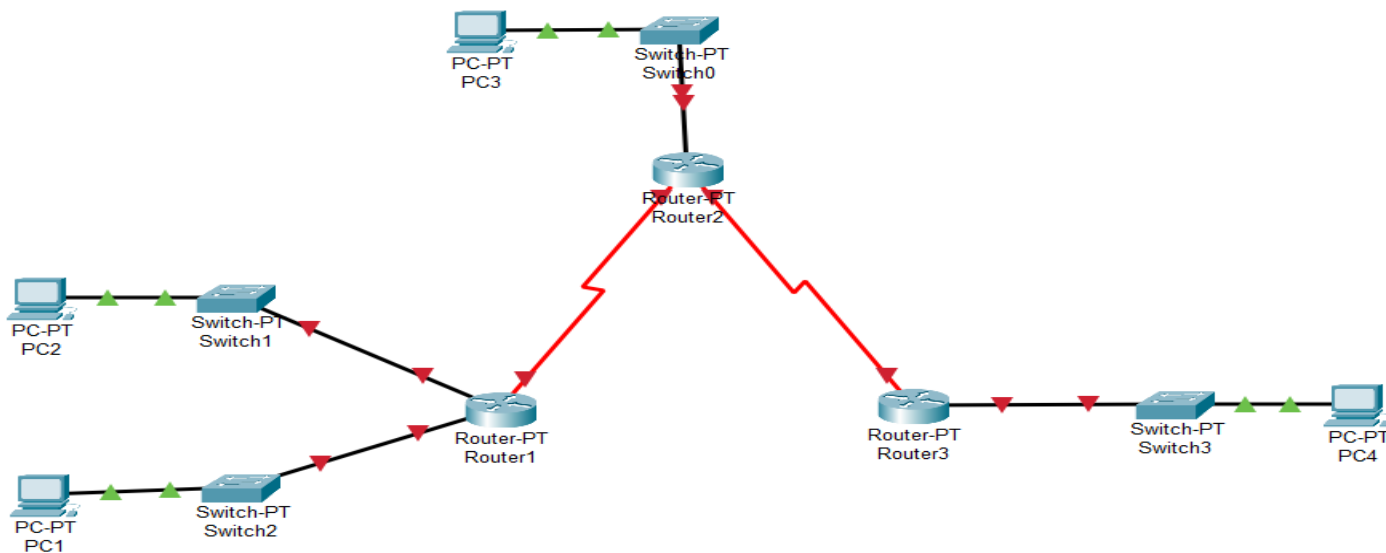 PC-PT
PC3
Switch-PT
Switch0
Router-PT
Router2
PC-PT
PC2
Switch-PT
Switch1
Router-PT
Router1
Router-PT
Router3
Switch-PT
Switch3
PC-PT
PC4
PC-PT
PC1
Switch-PT
Switch2